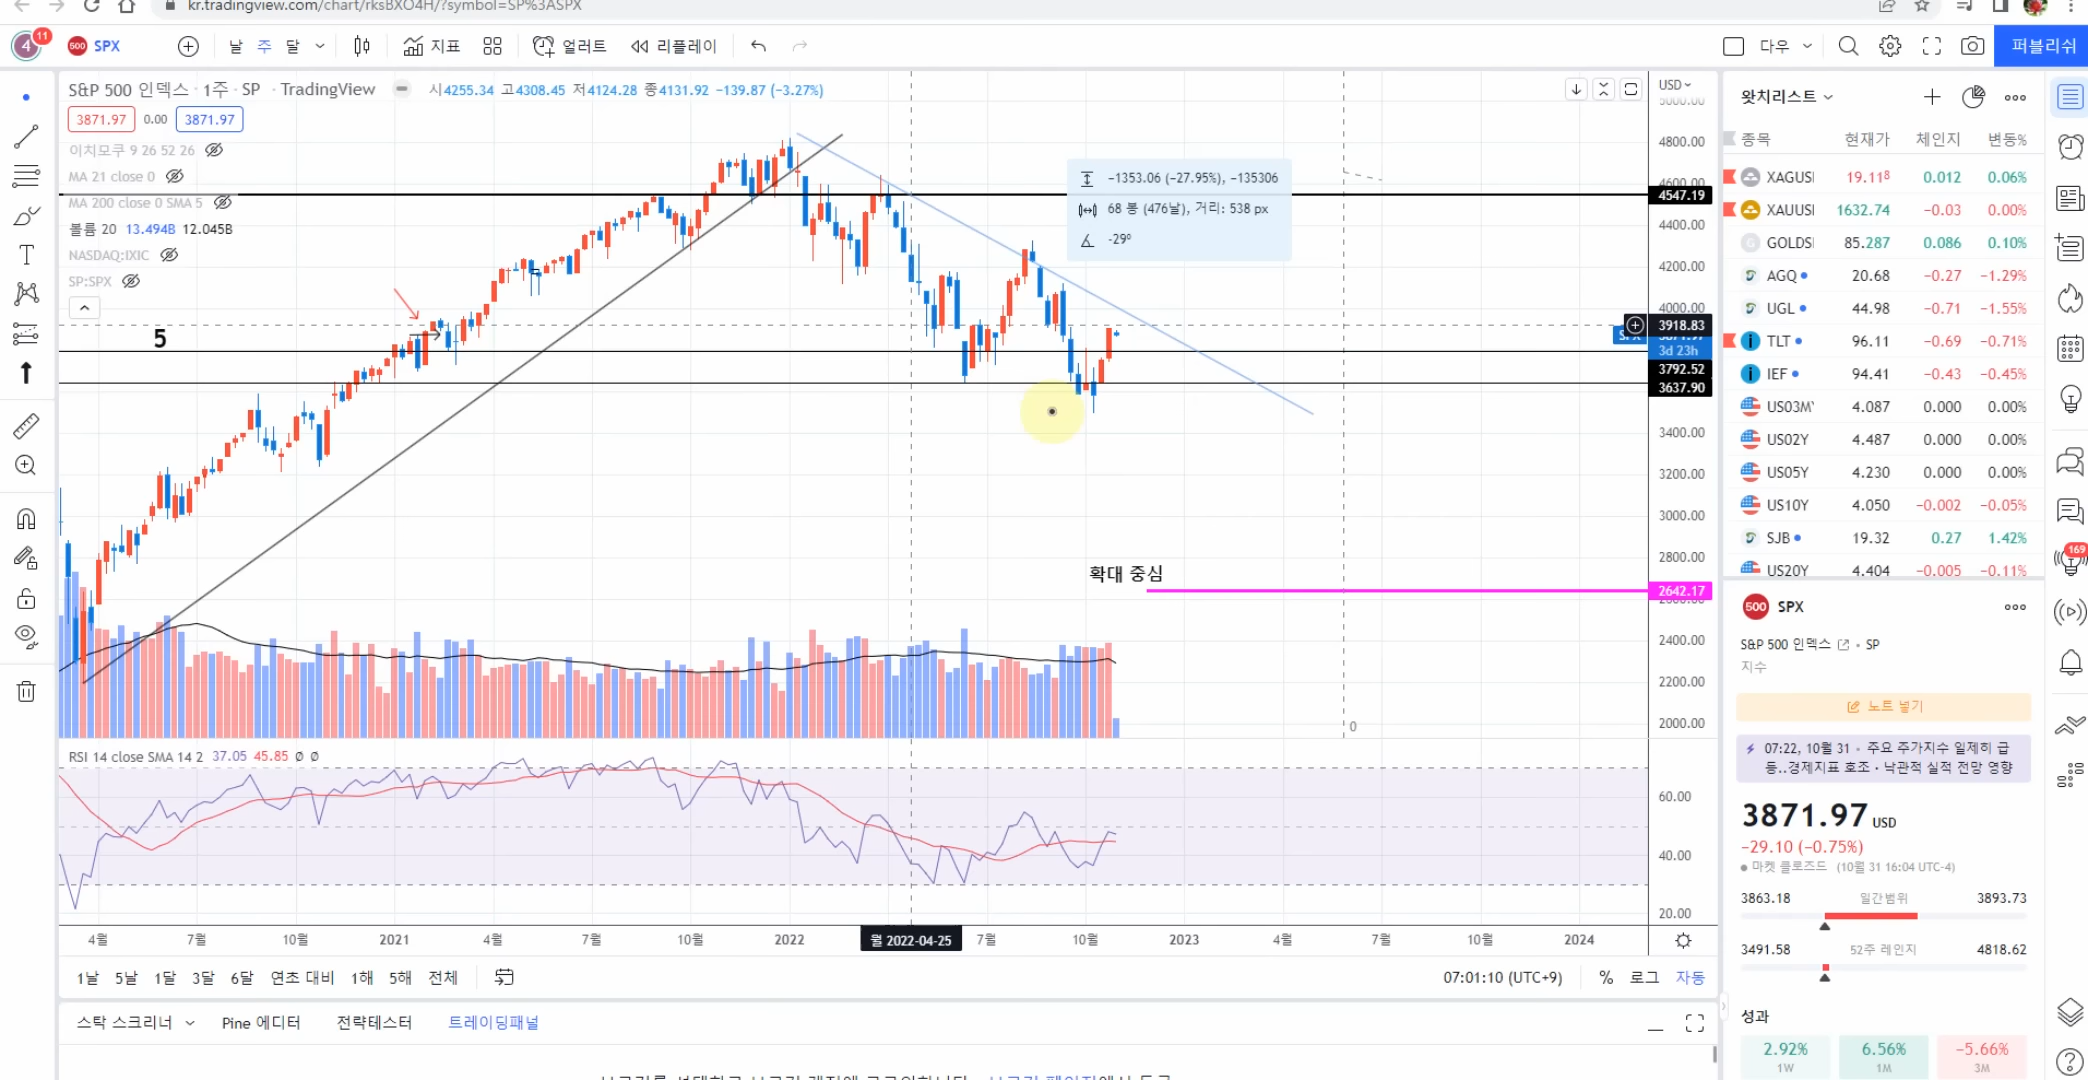 kr.tradingview.com/chart/rksBXO4H/?symbol=SP%3ASPX
4 11 500 SPX 날 주 달 지표 얼러트 리플레이 다우 퍼블리쉬
S&P 500 인덱스 · 1주 · SP · TradingView 시4255.34 고4308.45 저4124.28 종4131.92 −139.87 (−3.27%)
3871.97 0.00 3871.97
이치모쿠 9 26 52 26
MA 21 close 0
MA 200 close 0 SMA 5
볼륨 20 13.494B 12.045B
NASDAQ:IXIC
SP:SPX
5
−1353.06 (−27.95%), −135306
68 봉 (476날), 거리: 538 px
-29º
확대 중심
0
USD
5000.00
4800.00
4600.00
4547.19
4400.00
4200.00
4000.00
3918.83
SPX 3871.97
3d 23h
3792.52
3637.90
3400.00
3200.00
3000.00
2800.00
2642.17
2600.00
2400.00
2200.00
2000.00
RSI 14 close SMA 14 2 37.05 45.85 Ø Ø
60.00
40.00
20.00
4월 7월 10월 2021 4월 7월 10월 2022 월 2022-04-25 7월 10월 2023 4월 7월 10월 2024
1날 5날 1달 3달 6달 연초 대비 1해 5해 전체 07:01:10 (UTC+9) % 로그 자동
스탁 스크리너 Pine 에디터 전략테스터 트레이딩패널
왓치리스트
종목 현재가 체인지 변동%
XAGUS 19.118 0.012 0.06%
XAUUS 1632.74 −0.03 0.00%
GOLDS 85.287 0.086 0.10%
AGQ 20.68 −0.27 −1.29%
UGL 44.98 −0.71 −1.55%
TLT 96.11 −0.69 −0.71%
IEF 94.41 −0.43 −0.45%
US03M 4.087 0.000 0.00%
US02Y 4.487 0.000 0.00%
US05Y 4.230 0.000 0.00%
US10Y 4.050 −0.002 −0.05%
SJB 19.32 0.27 1.42%
US20Y 4.404 −0.005 −0.11%
169
500 SPX
S&P 500 인덱스 · SP
지수
노트 넣기
07:22, 10월 31 · 주요 주가지수 일제히 급
등..경제지표 호조·낙관적 실적 전망 영향
3871.97 USD
−29.10 (−0.75%)
마켓 클로즈드 (10월 31 16:04 UTC-4)
3863.18 일간범위 3893.73
3491.58 52주 레인지 4818.62
성과
2.92% 6.56% −5.66%
1W 1M 3M